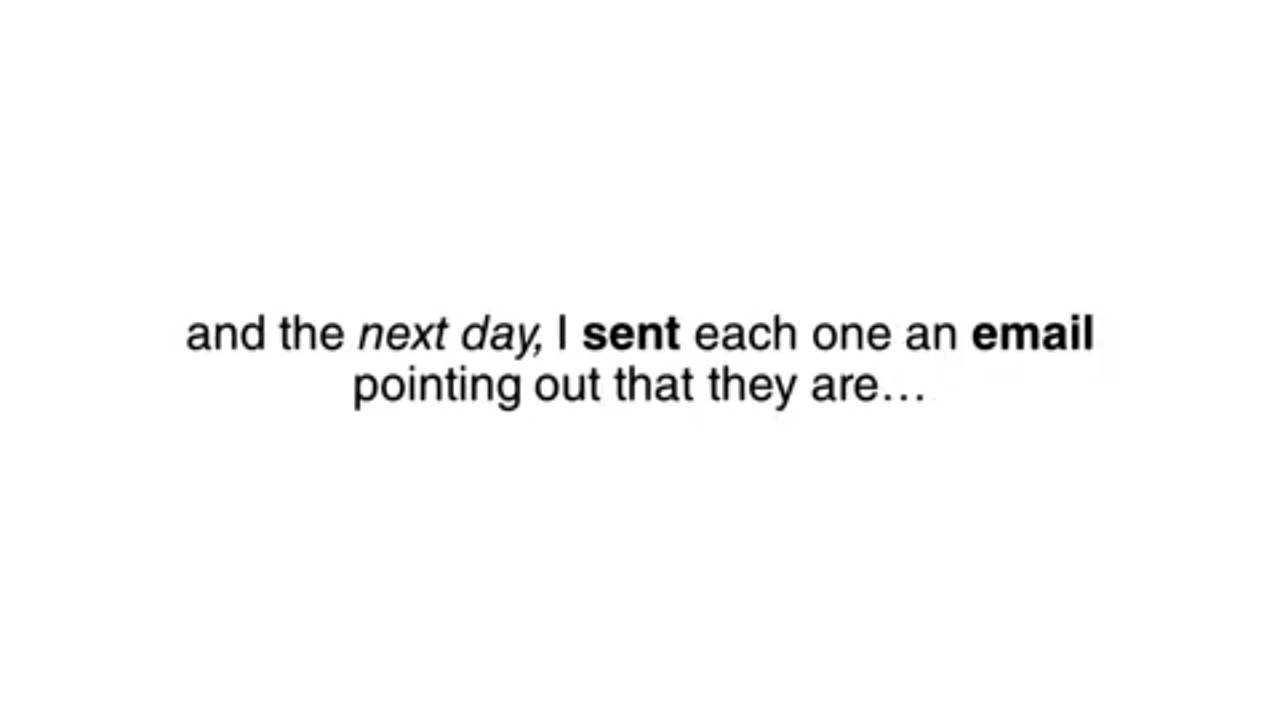 and the next day, I sent each one an email
pointing out that they are…